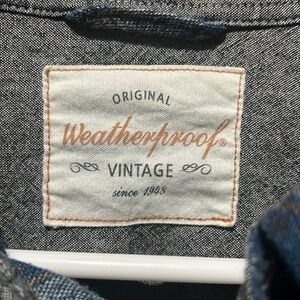 ORIGINAL
Weatherproof®
VINTAGE
since 1948